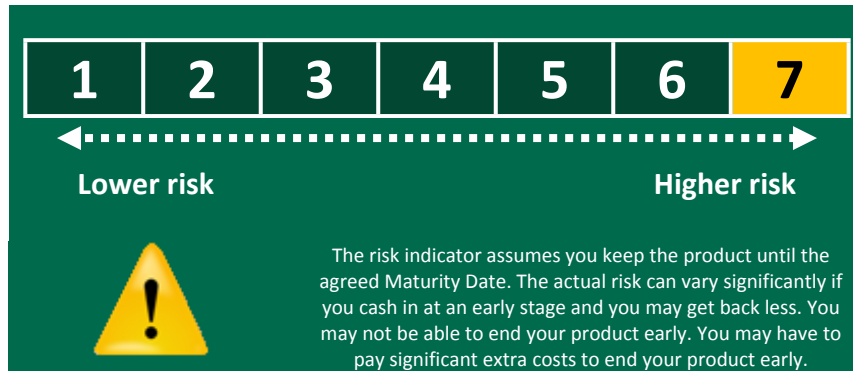 1 2 3 4 5 6 7
Lower risk Higher risk
The risk indicator assumes you keep the product until the
agreed Maturity Date. The actual risk can vary significantly if
you cash in at an early stage and you may get back less. You
may not be able to end your product early. You may have to
pay significant extra costs to end your product early.